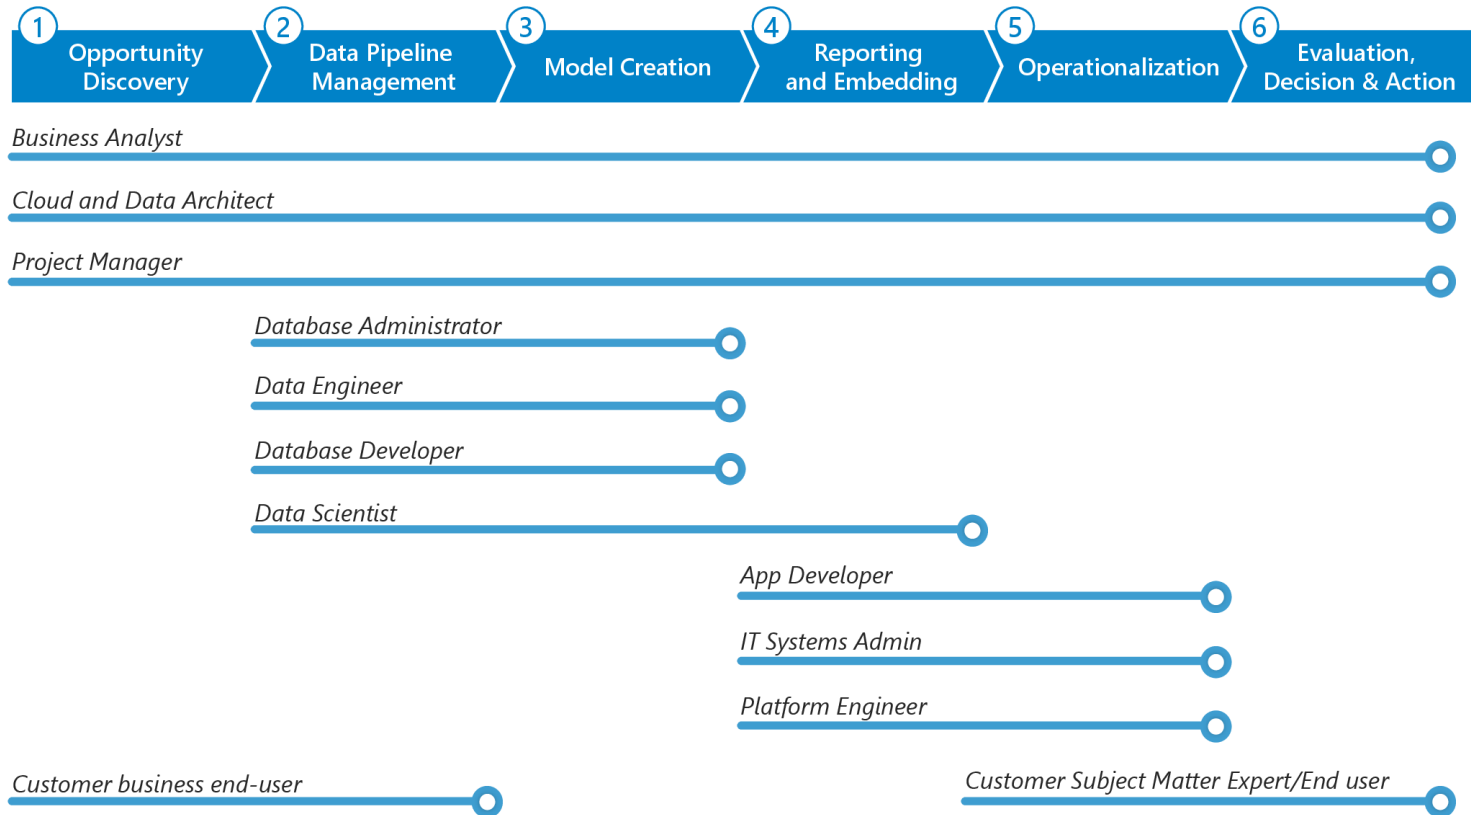 1
Opportunity
Discovery
2
Data Pipeline
Management
3
Model Creation
4
Reporting
and Embedding
5
Operationalization
6
Evaluation,
Decision & Action
Business Analyst
Cloud and Data Architect
Project Manager
Database Administrator
Data Engineer
Database Developer
Data Scientist
App Developer
IT Systems Admin
Platform Engineer
Customer business end-user
Customer Subject Matter Expert/End user